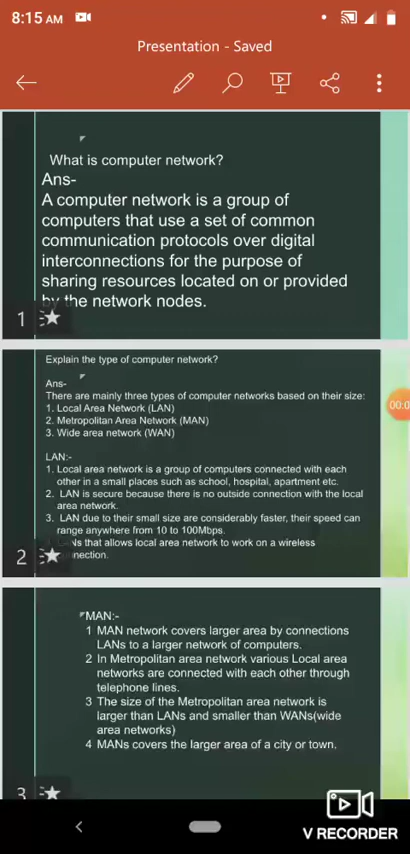 8:15 AM
Presentation - Saved
What is computer network?
Ans-
A computer network is a group of
computers that use a set of common
communication protocols over digital
interconnections for the purpose of
sharing resources located on or provided
by the network nodes.
1
Explain the type of computer network?
Ans-
There are mainly three types of computer networks based on their size:
1. Local Area Network (LAN)
2. Metropolitan Area Network (MAN)
3. Wide area network (WAN)
LAN:-
1. Local area network is a group of computers connected with each
other in a small places such as school, hospital, apartment etc.
2. LAN is secure because there is no outside connection with the local
area network.
3. LAN due to their small size are considerably faster, their speed can
range anywhere from 10 to 100Mbps.
that allows local area network to work on a wireless
2
00:0
MAN:-
1 MAN network covers larger area by connections
LANs to a larger network of computers.
2 In Metropolitan area network various Local area
networks are connected with each other through
telephone lines.
3 The size of the Metropolitan area network is
larger than LANs and smaller than WANs(wide
area networks)
4 MANs covers the larger area of a city or town.
3
V RECORDER